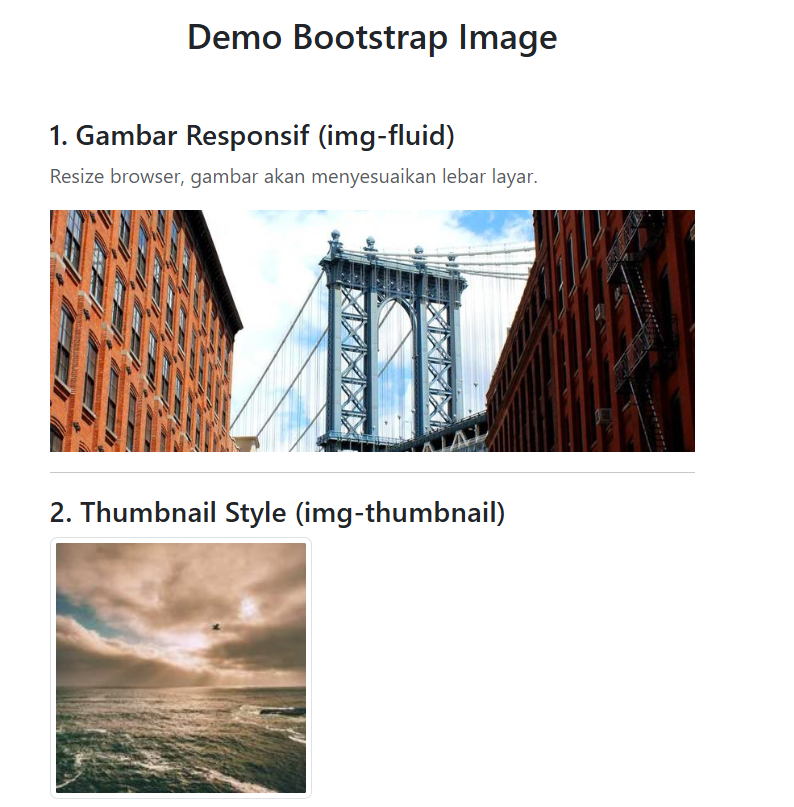 Demo Bootstrap Image
1. Gambar Responsif (img-fluid)
Resize browser, gambar akan menyesuaikan lebar layar.
2. Thumbnail Style (img-thumbnail)